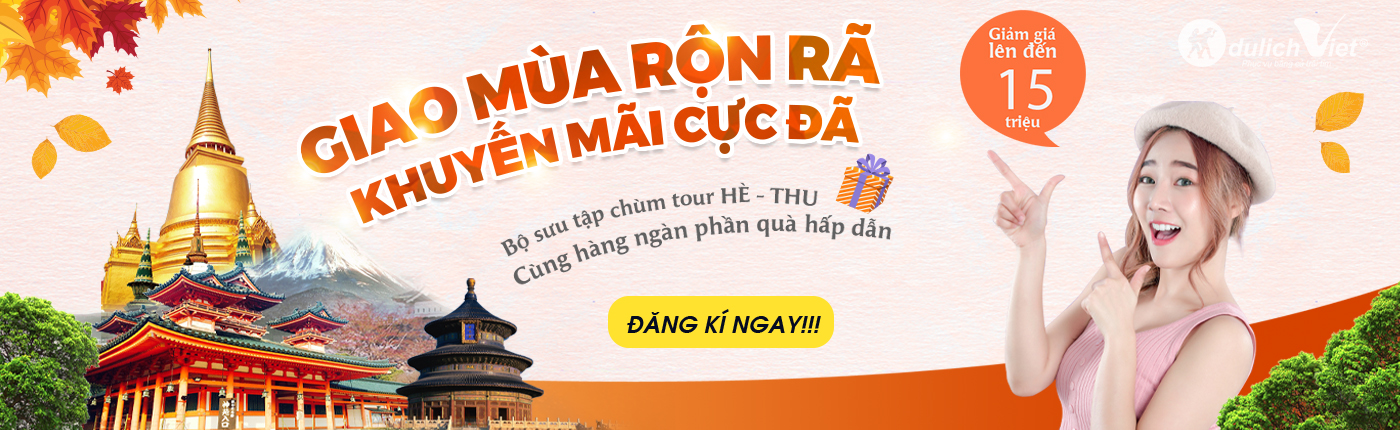 GIAO MÙA RỘN RÃ
KHUYẾN MÃI CỰC ĐÃ
Bộ sưu tập chùm tour HÈ - THU
Cùng hàng ngàn phần quà hấp dẫn
ĐĂNG KÍ NGAY!!!
Giảm giá
lên đến
15
triệu
dulichViet